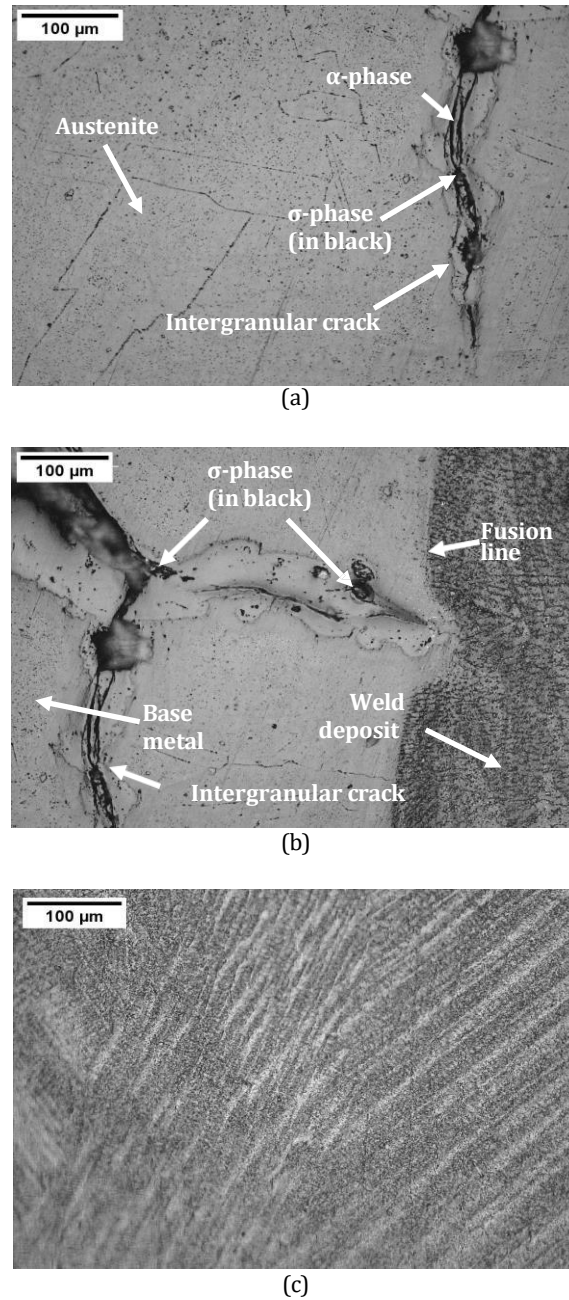 100 µm
α-phase
Austenite
σ-phase
(in black)
Intergranular crack
(a)
100 µm
σ-phase
(in black)
Fusion
line
Base
metal
Weld
deposit
Intergranular crack
(b)
100 µm
(c)